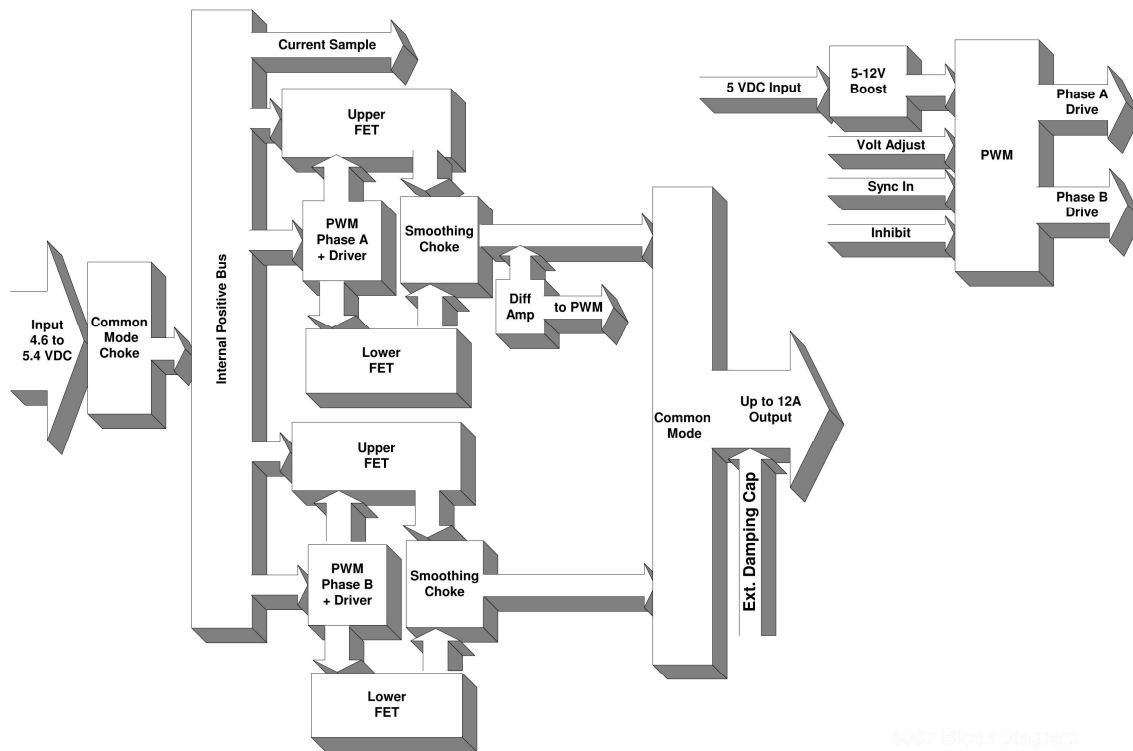 Current Sample
Upper
FET
PWM
Phase A
+ Driver
Smoothing
Choke
Diff
Amp
to PWM
Lower
FET
Input
4.6 to
5.4 VDC
Common
Mode
Choke
Internal Positive Bus
Upper
FET
PWM
Phase B
+ Driver
Smoothing
Choke
Lower
FET
Common
Mode
Up to 12A
Output
Ext. Damping Cap
5 VDC Input
5-12V
Boost
Volt Adjust
Sync In
Inhibit
PWM
Phase A
Drive
Phase B
Drive
Block Diagram